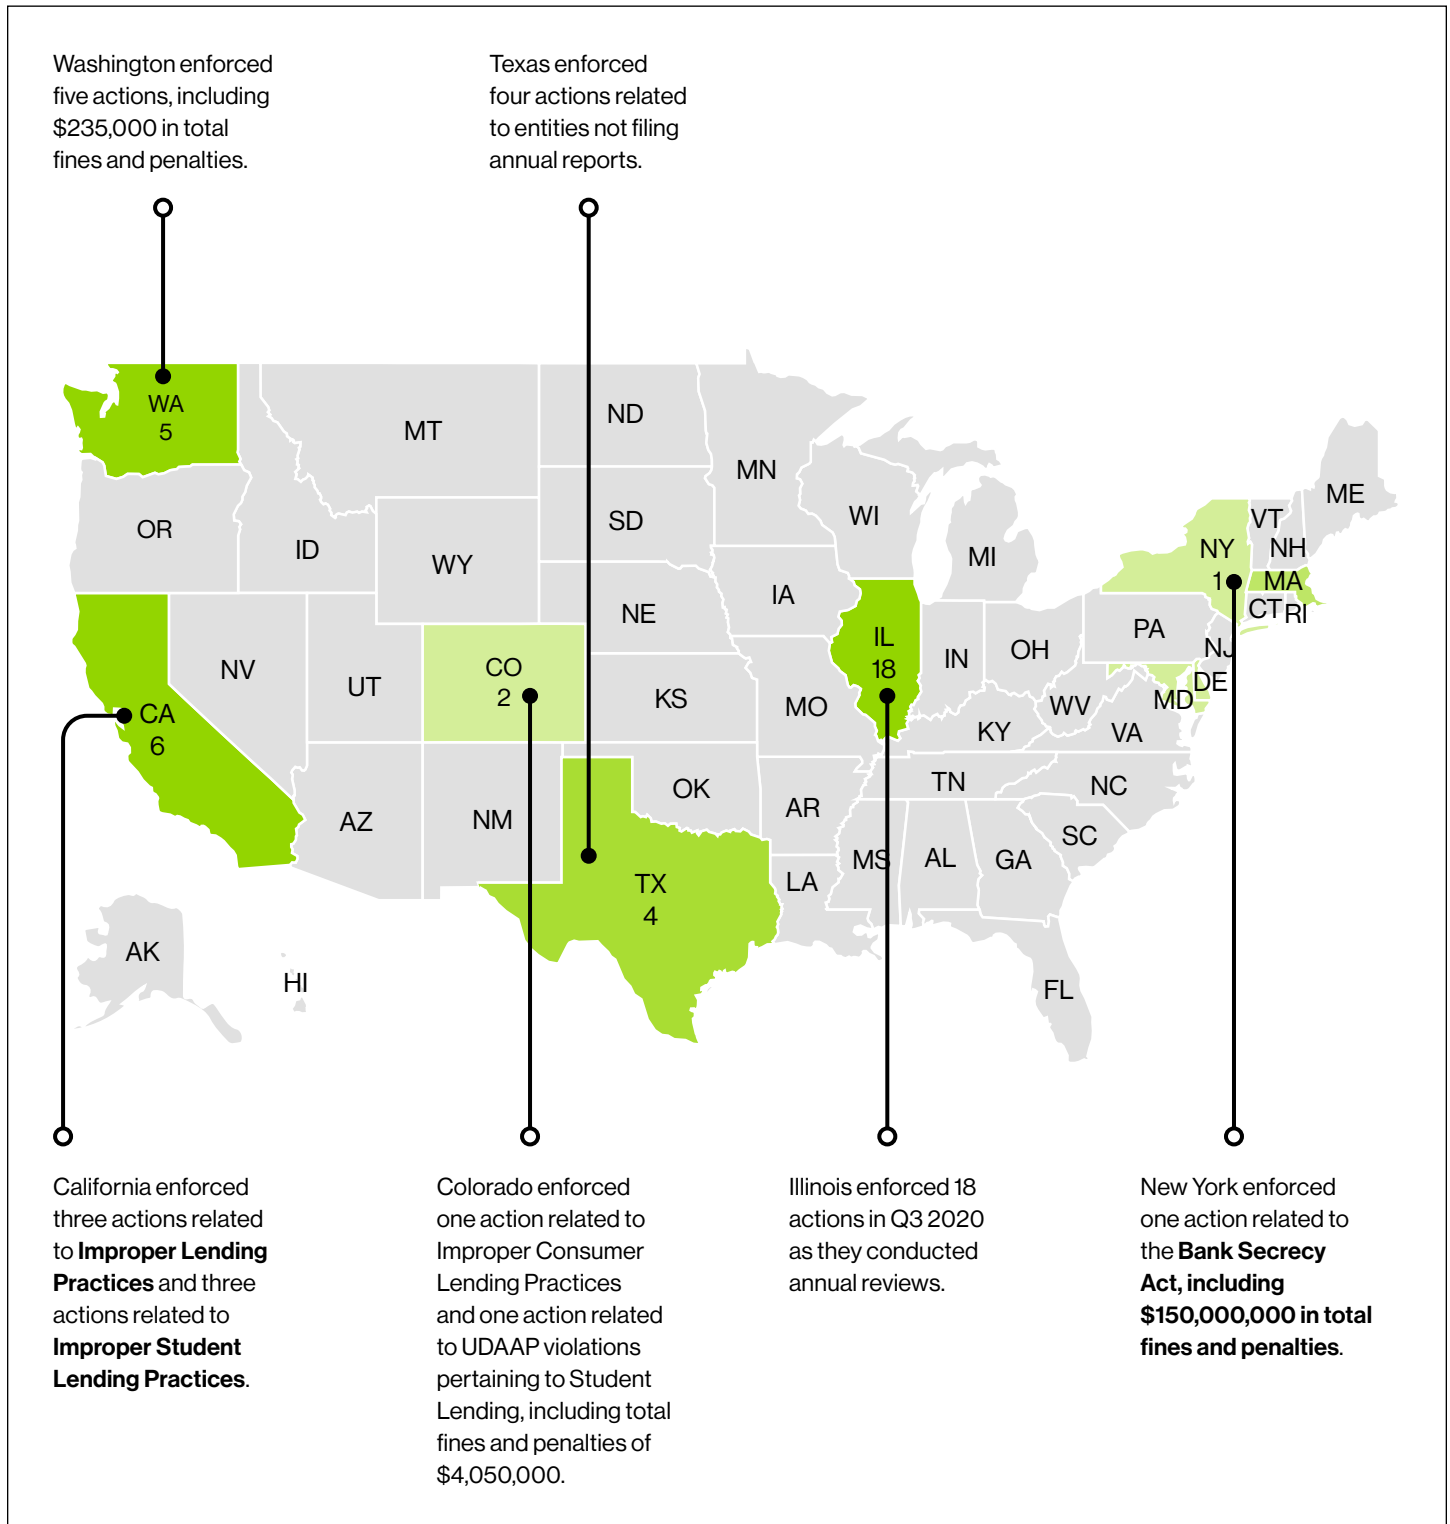 Washington enforced
five actions, including
$235,000 in total
fines and penalties.
Texas enforced
four actions related
to entities not filing
annual reports.
WA
5
MT
ND
MN
OR
ID
WY
SD
WI
MI
NY
1
VT
NH
ME
MA
CT
RI
NE
IA
NV
UT
CO
2
KS
MO
IL
18
IN
OH
PA
NJ
DE
MD
WV
VA
KY
CA
6
AZ
NM
OK
AR
TN
NC
SC
MS
AL
GA
LA
TX
4
FL
AK
HI
California enforced
three actions related
to Improper Lending
Practices and three
actions related to
Improper Student
Lending Practices.
Colorado enforced
one action related to
Improper Consumer
Lending Practices
and one action related
to UDAAP violations
pertaining to Student
Lending, including total
fines and penalties of
$4,050,000.
Illinois enforced 18
actions in Q3 2020
as they conducted
annual reviews.
New York enforced
one action related to
the Bank Secrecy
Act, including
$150,000,000 in total
fines and penalties.